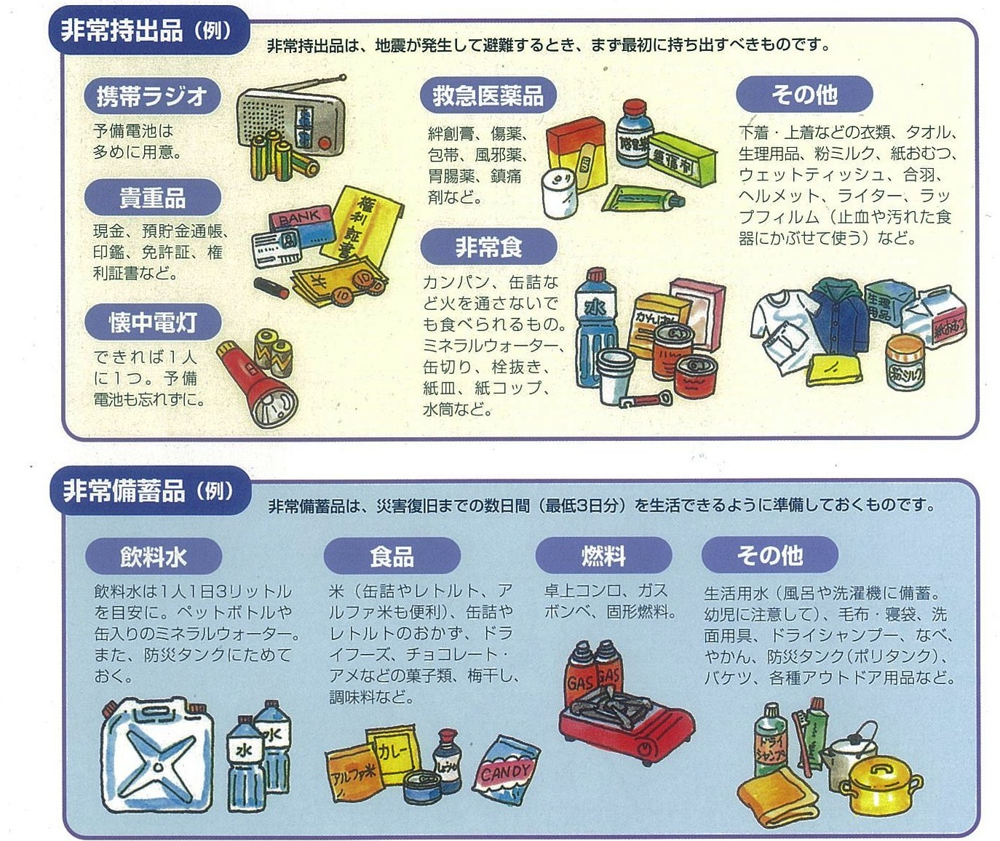 非常持出品（例）
非常持出品は、地震が発生して避難するとき、まず最初に持ち出すべきものです。
携帯ラジオ
予備電池は
多めに用意。
貴重品
現金、預貯金通帳、
印鑑、免許証、権
利証書など。
BANK
権利証書
10
10
懐中電灯
できれば1人
に1つ。予備
電池も忘れずに。
救急医薬品
絆創膏、傷薬、
包帯、風邪薬、
胃腸薬、鎮痛
剤など。
非常食
カンパン、缶詰な
ど火を通さないで
も食べられるもの。
ミネラルウォーター、
缶切り、栓抜き、
紙皿、紙コップ、
水筒など。
水
かんぱん
その他
下着・上着などの衣類、タオル、
生理用品、粉ミルク、紙おむつ、
ウェットティッシュ、合羽、
ヘルメット、ライター、ラッ
プフィルム（止血や汚れた食
器にかぶせて使う）など。
生理
用品
紙おむつ
粉ミルク
非常備蓄品（例）
非常備蓄品は、災害復旧までの数日間（最低3日分）を生活できるように準備しておくものです。
飲料水
飲料水は1人1日3リットル
を目安に。ペットボトルや
缶入りのミネラルウォーター。
また、防災タンクにためて
おく。
水
水
食品
米（缶詰やレトルト、ア
ルファ米も便利）、缶詰や
レトルトのおかず、ドラ
イフーズ、チョコレート・
アメなどの菓子類、梅干し、
調味料など。
アルファ米
カレー
しょうゆ
CANDY
燃料
卓上コンロ、ガス
ボンベ、固形燃料。
GAS
GAS
その他
生活用水（風呂や洗濯機に備蓄。
幼児に注意して）、毛布・寝袋、洗
面用具、ドライシャンプー、なべ、
やかん、防災タンク（ポリタンク）、
バケツ、各種アウトドア用品など。
ドライ
シャンプー